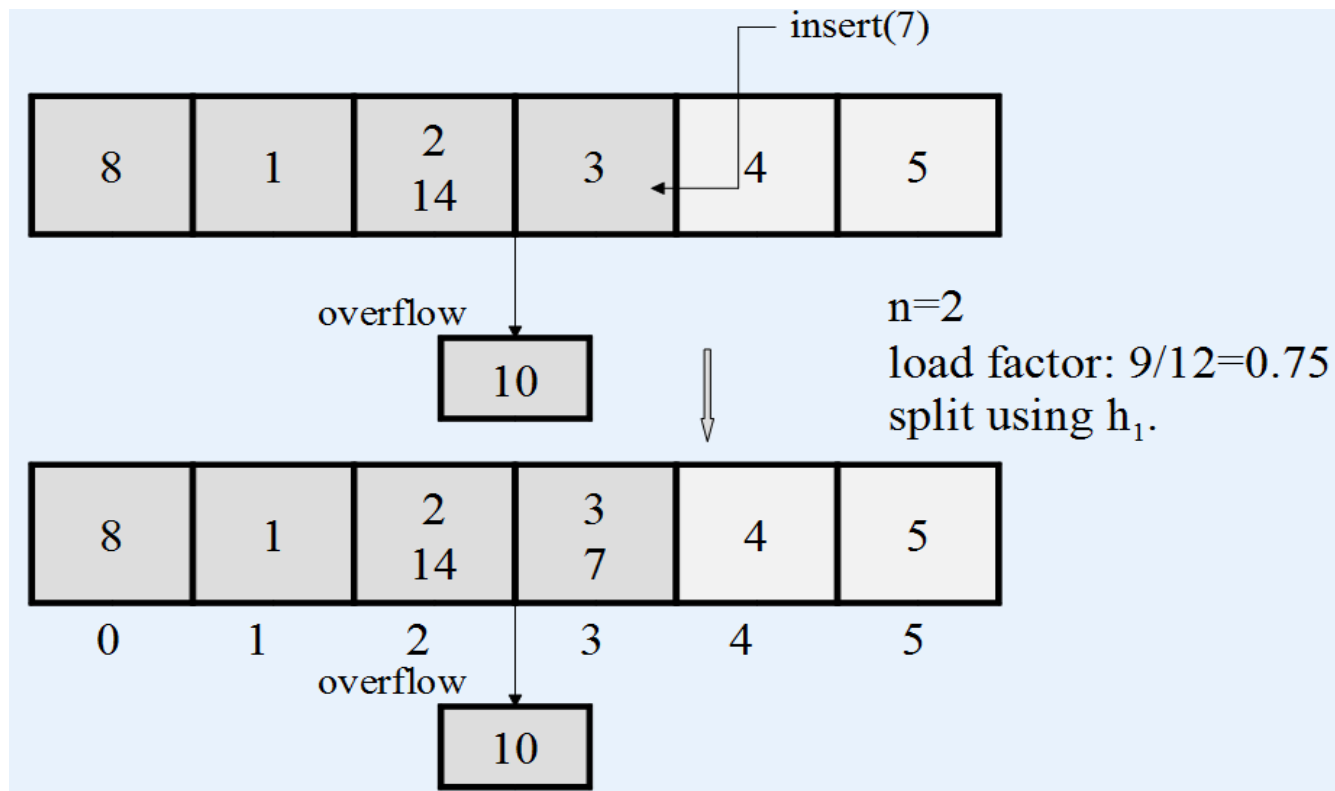 insert(7)
8 1 2 3 4 5
14
overflow
10
n=2
load factor: 9/12=0.75
split using h₁.
8 1 2 3 4 5
14 7
0 1 2 3 4 5
overflow
10